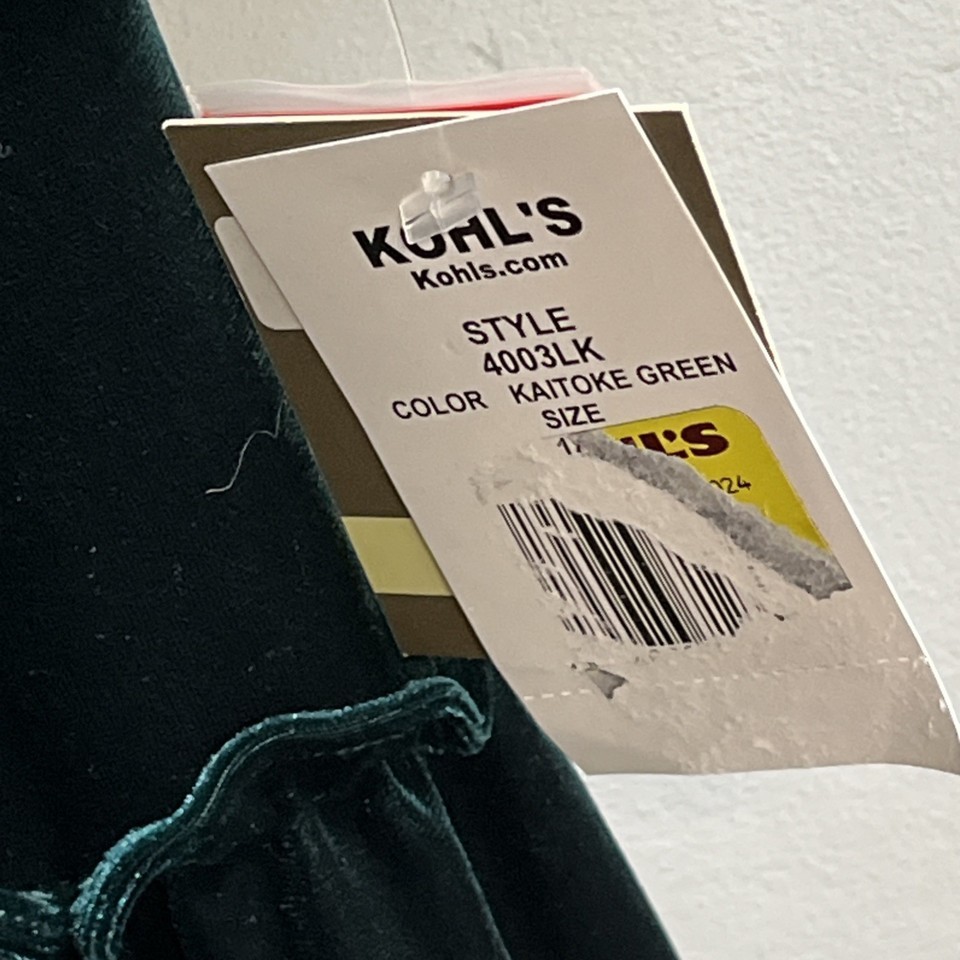 KOHL'S
Kohls.com
STYLE
4003LK
COLOR KAITOKE GREEN
SIZE